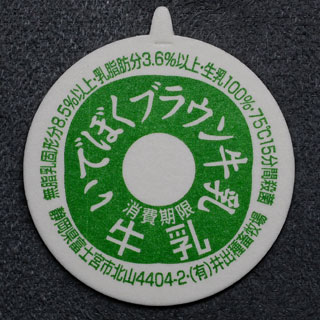 無脂乳固形分8.5%以上・乳脂肪分3.6%以上・生乳100%・75℃15分間殺菌
いでぼくブラウン牛乳
消費期限
牛乳
静岡県富士宮市北山4404-2・(有)井出種畜牧場